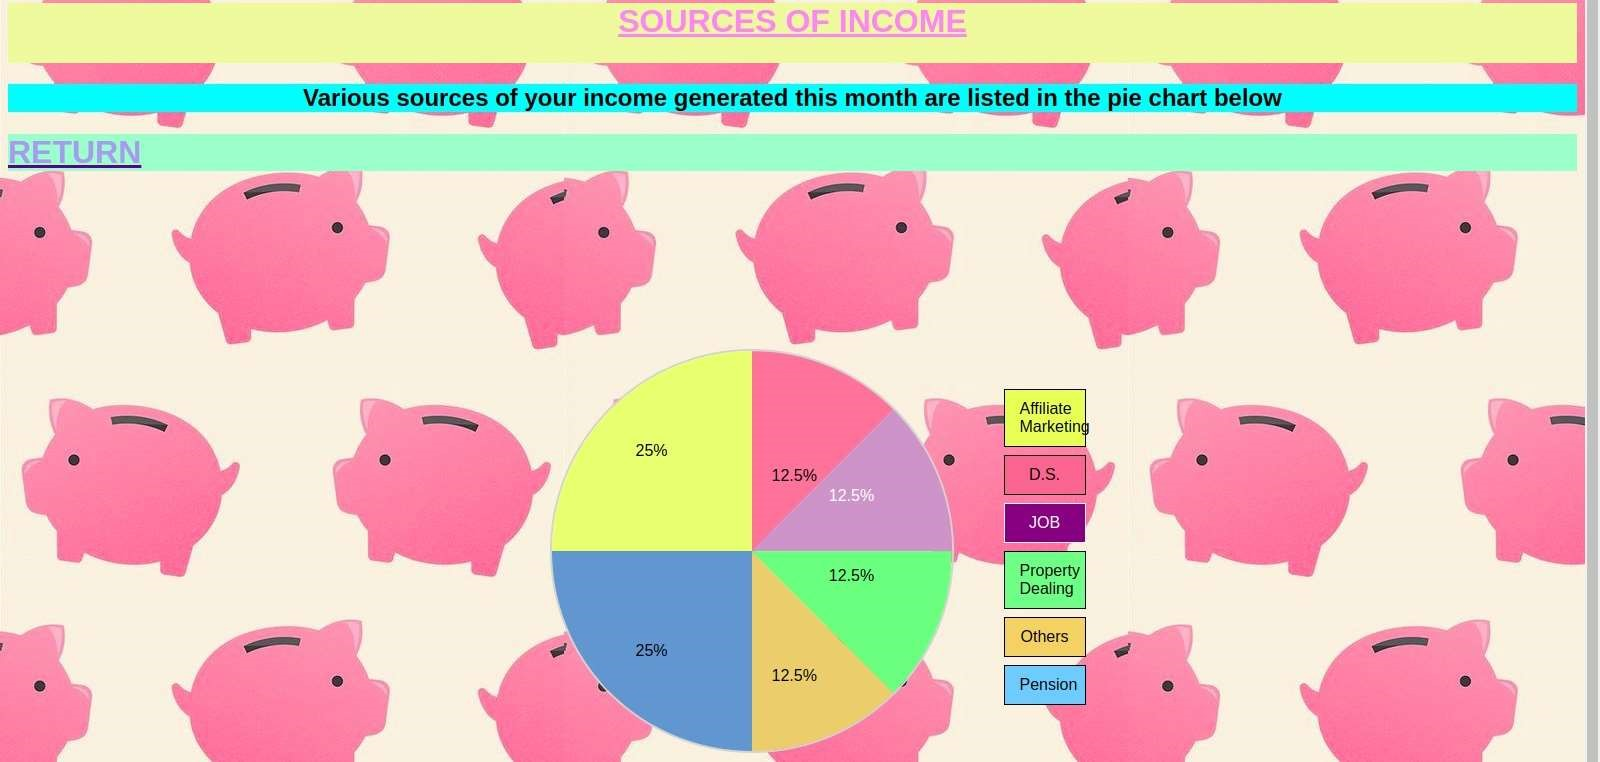 SOURCES OF INCOME
Various sources of your income generated this month are listed in the pie chart below
RETURN
25%
12.5%
12.5%
12.5%
25%
12.5%
Affiliate
Marketing
D.S.
JOB
Property
Dealing
Others
Pension